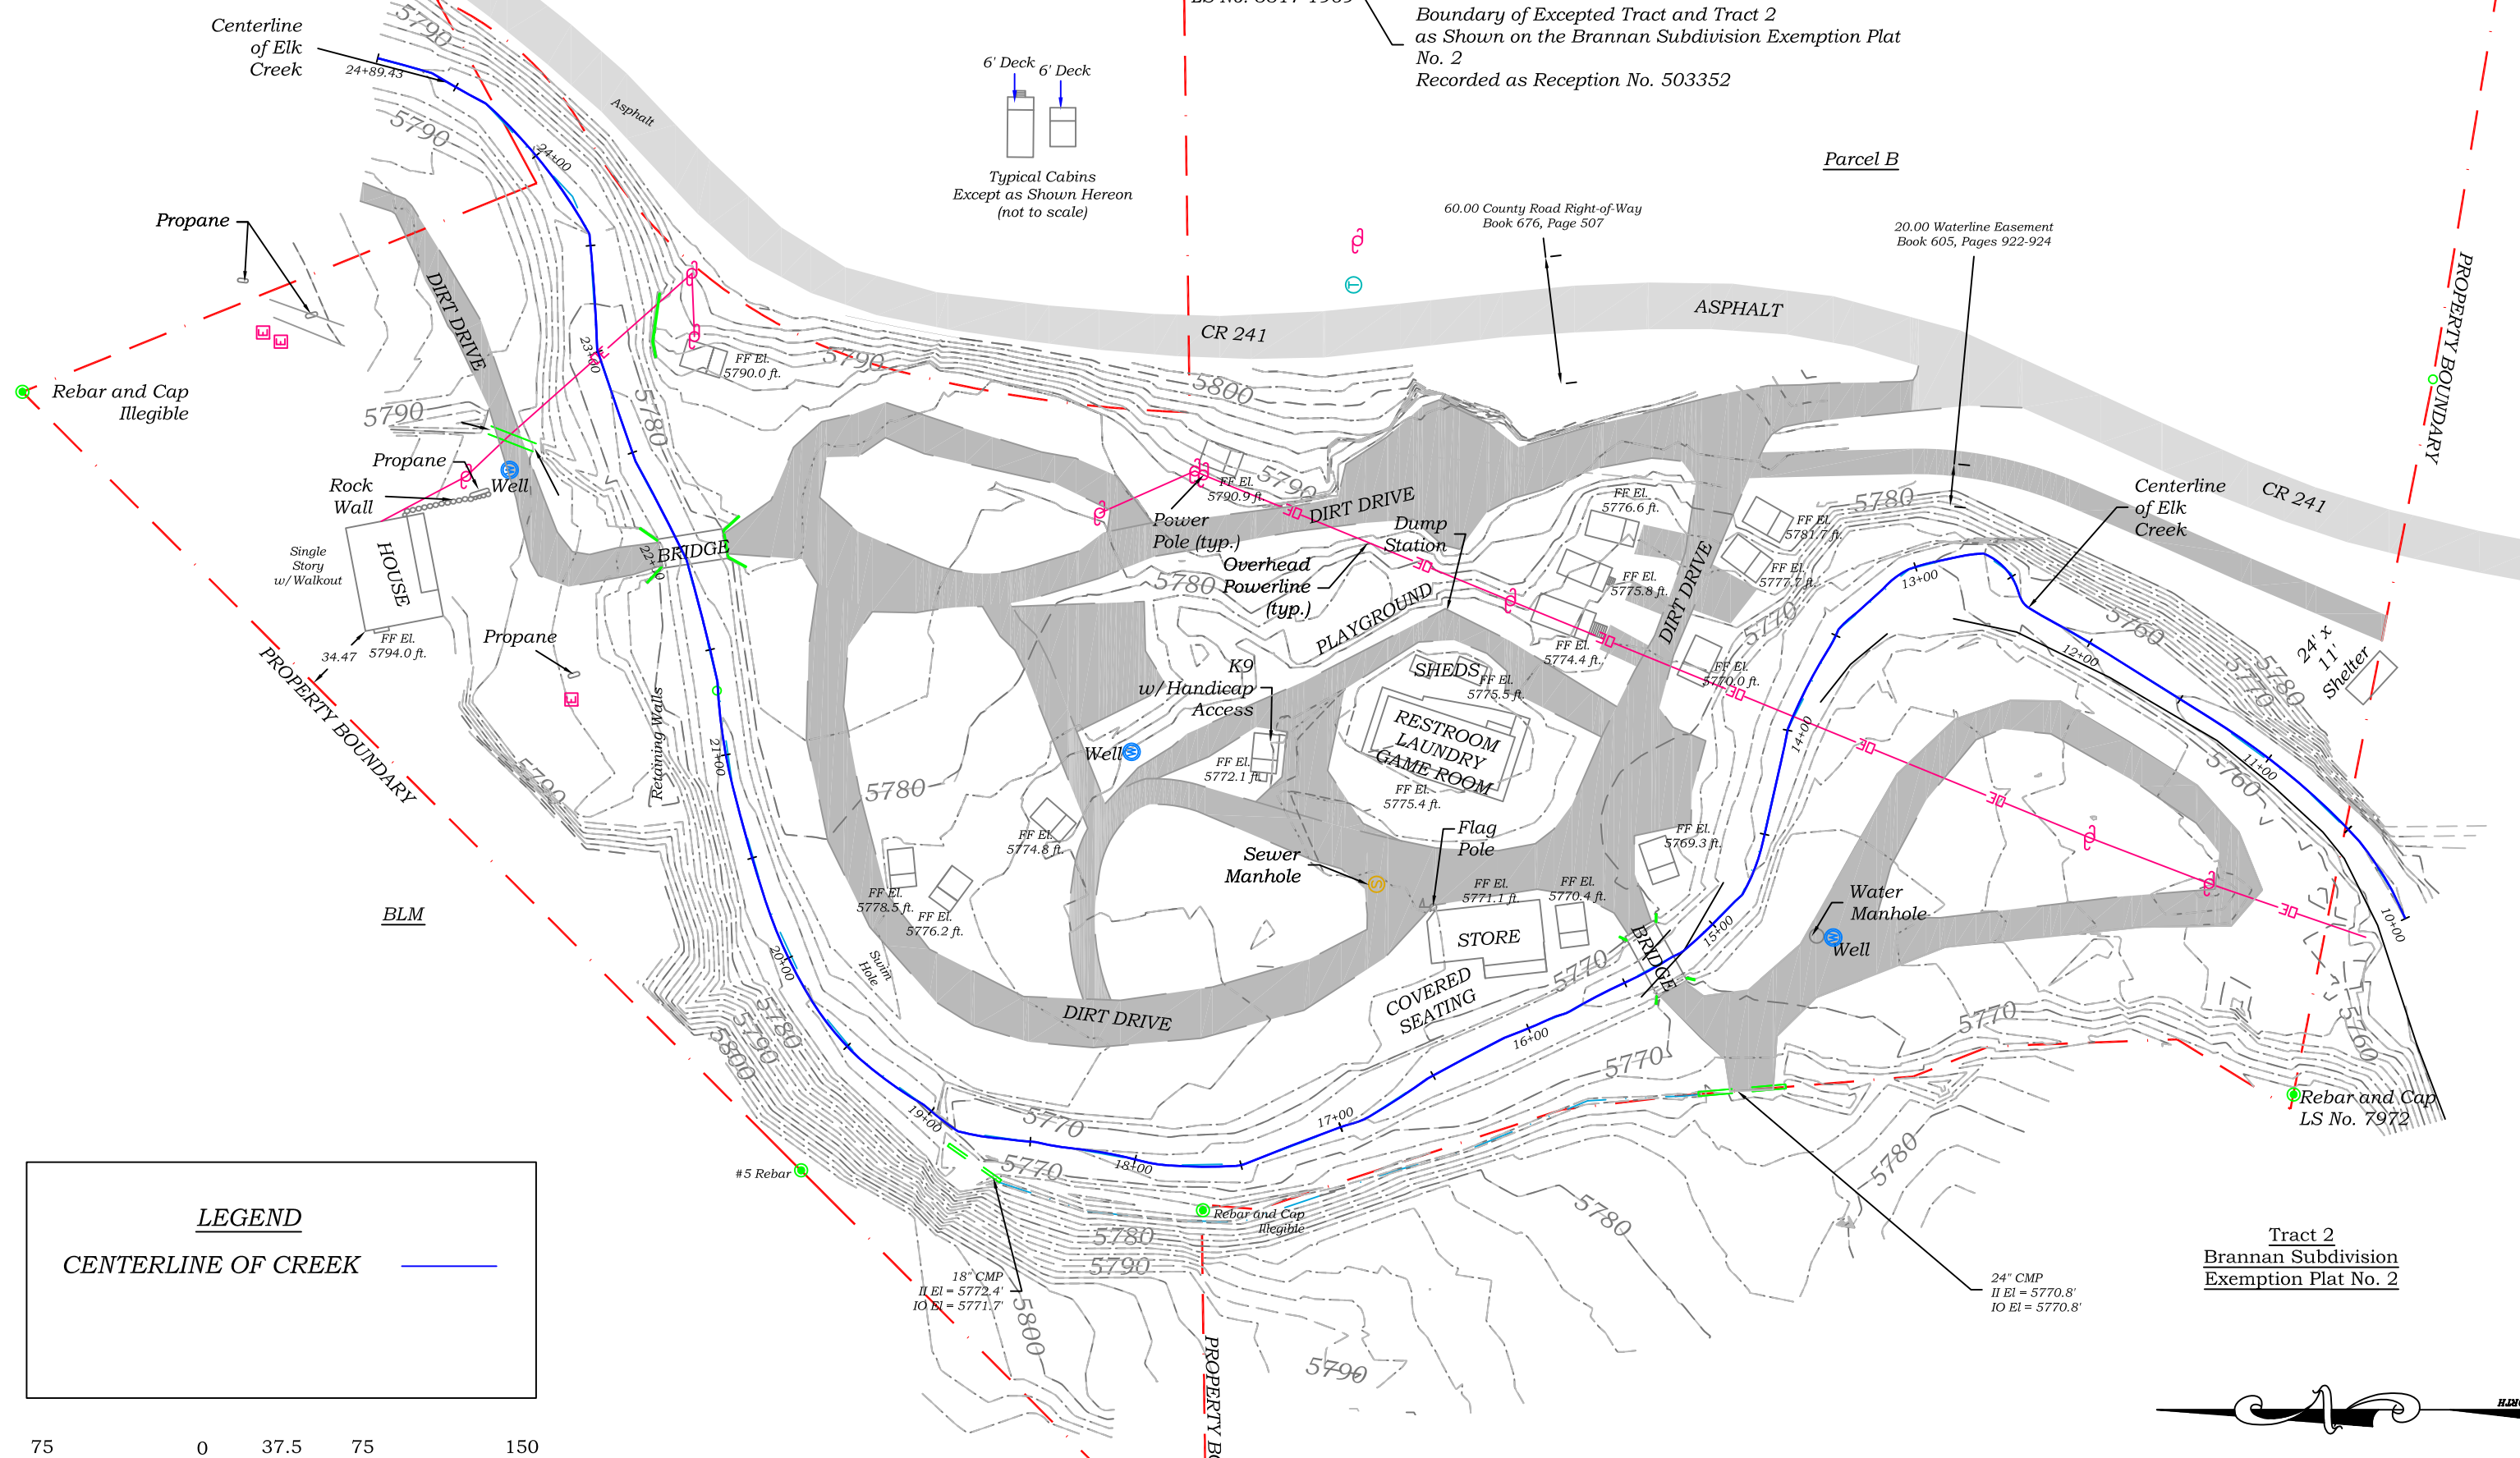 Boundary of Excepted Tract and Tract 2
as Shown on the Brannan Subdivision Exemption Plat
No. 2
Recorded as Reception No. 503352
Centerline
of Elk
Creek
24+89.43
5790
5790
Asphalt
24+00
6' Deck
6' Deck
Typical Cabins
Except as Shown Hereon
(not to scale)
Parcel B
60.00 County Road Right-of-Way
Book 676, Page 507
20.00 Waterline Easement
Book 605, Pages 922-924
Propane
E
E
T
DIRT DRIVE
CR 241
ASPHALT
PROPERTY BOUNDARY
CR 241
Rebar and Cap
Illegible
23+00
FF El.
5790.0 ft.
5790
5800
5790
5780
Propane
Rock
Wall
W
Well
FF El.
5790.9 ft.
5790
Power
Pole (typ.)
DIRT DRIVE
Dump
Station
Overhead
Powerline
(typ.)
OE
OE
5780
PLAYGROUND
FF El.
5776.6 ft.
FF El.
5775.8 ft.
FF El.
5774.4 ft.
FF El.
5781.7 ft.
FF El.
5777.7 ft.
FF El.
5770.0 ft.
DIRT DRIVE
5780
5770
Centerline
of Elk
Creek
13+00
12+00
11+00
10+00
5760
5770
5780
5760
24' x
11'
Shelter
Single
Story
w/Walkout
HOUSE
FF El.
5794.0 ft.
34.47
PROPERTY BOUNDARY
22+00
BRIDGE
Propane
E
Retaining Walls
21+00
5790
5780
K9
w/Handicap
Access
Well
W
FF El.
5772.1 ft.
SHEDS
FF El.
5775.5 ft.
RESTROOM
LAUNDRY
GAME ROOM
FF El.
5775.4 ft.
OE
OE
14+00
OE
OE
OE
FF El.
5774.8 ft.
FF El.
5778.5 ft.
FF El.
5776.2 ft.
Swim
Hole
Sewer
Manhole
S
Flag
Pole
FF El.
5771.1 ft.
FF El.
5770.4 ft.
FF El.
5769.3 ft.
STORE
COVERED
SEATING
BRIDGE
15+00
Water
Manhole
W
Well
BLM
20+00
5780
5790
5800
DIRT DRIVE
5770
16+00
5770
5770
5760
17+00
19+00
5770
5770
18+00
#5 Rebar
Rebar and Cap
Illegible
Rebar and Cap
LS No. 7972
5780
5790
5780
5780
5790
5800
18" CMP
II El = 5772.4'
IO El = 5771.7'
24" CMP
II El = 5770.8'
IO El = 5770.8'
Tract 2
Brannan Subdivision
Exemption Plat No. 2
LEGEND
CENTERLINE OF CREEK
75
0
37.5
75
150